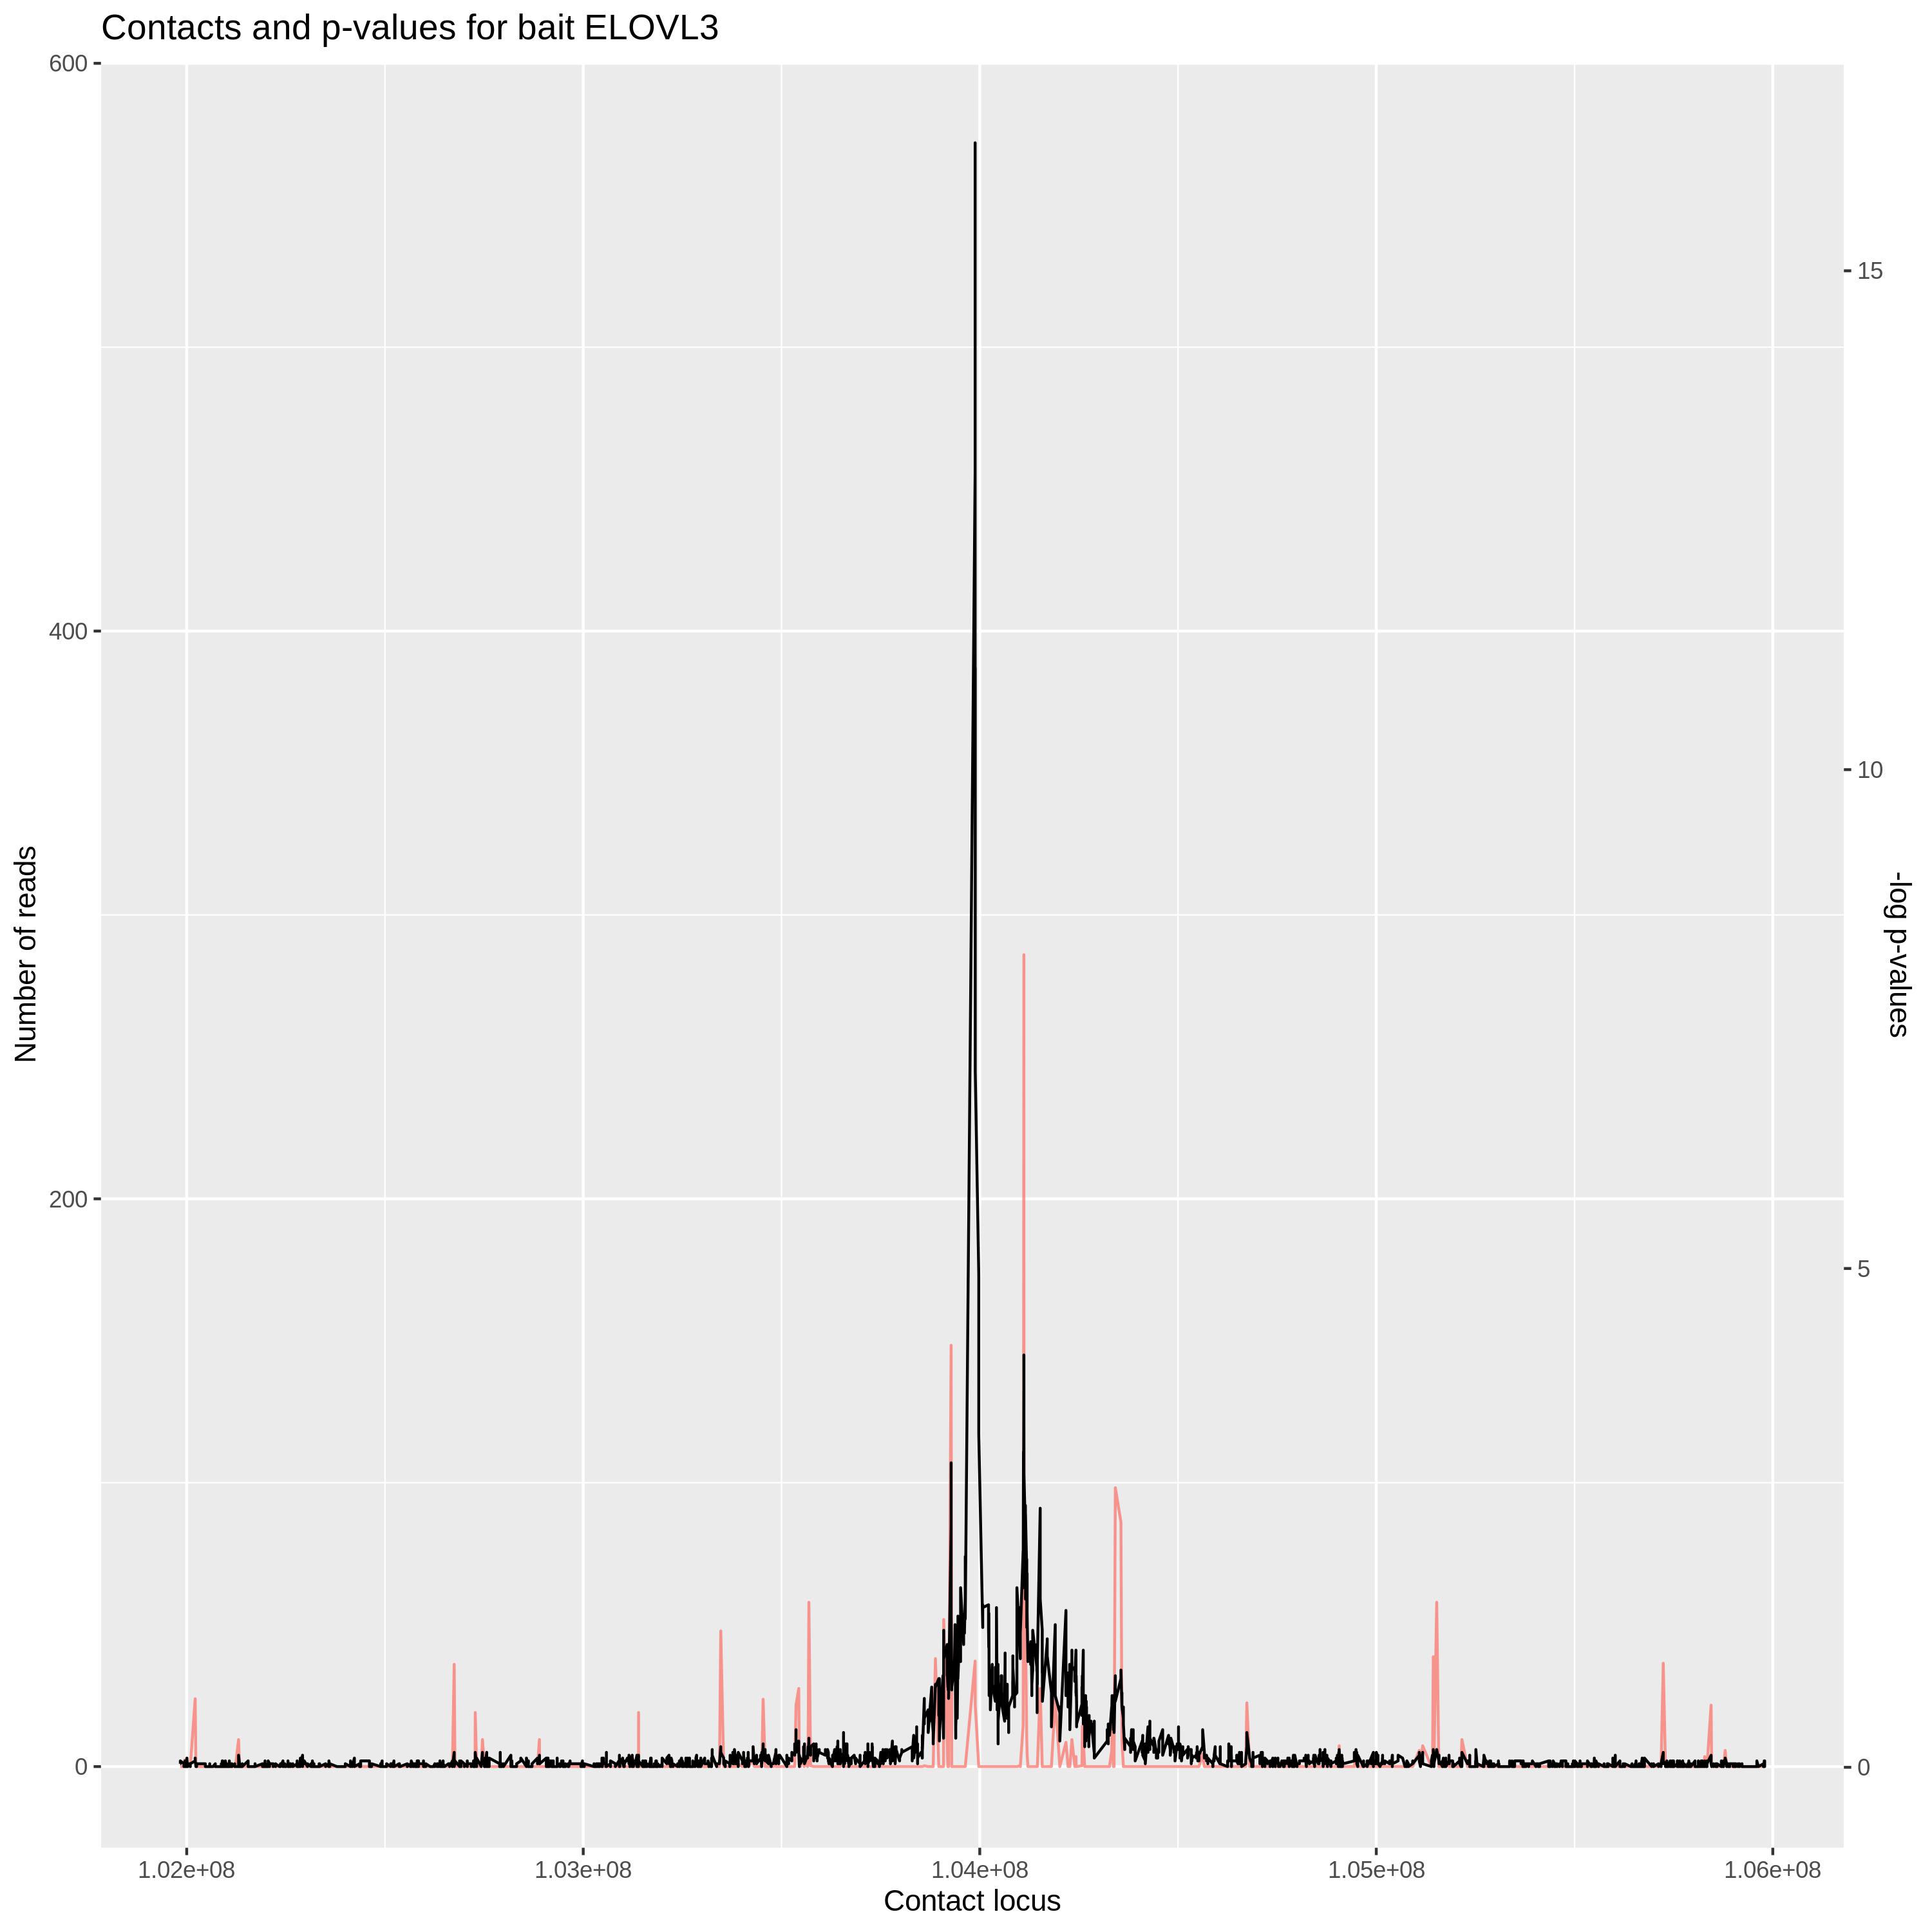 Contacts and p-values for bait ELOVL3
600
400
200
0
Number of reads
15
10
5
0
-log p-values
1.02e+08
1.03e+08
1.04e+08
1.05e+08
1.06e+08
Contact locus